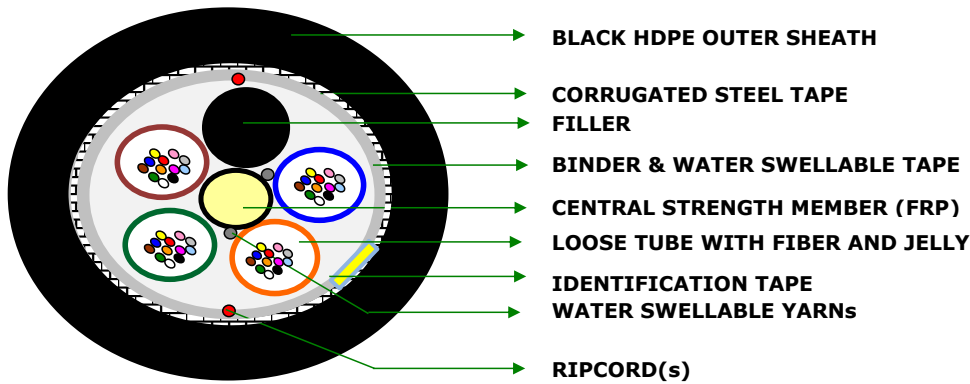 BLACK HDPE OUTER SHEATH
CORRUGATED STEEL TAPE
FILLER
BINDER & WATER SWELLABLE TAPE
CENTRAL STRENGTH MEMBER (FRP)
LOOSE TUBE WITH FIBER AND JELLY
IDENTIFICATION TAPE
WATER SWELLABLE YARNs
RIPCORD(s)